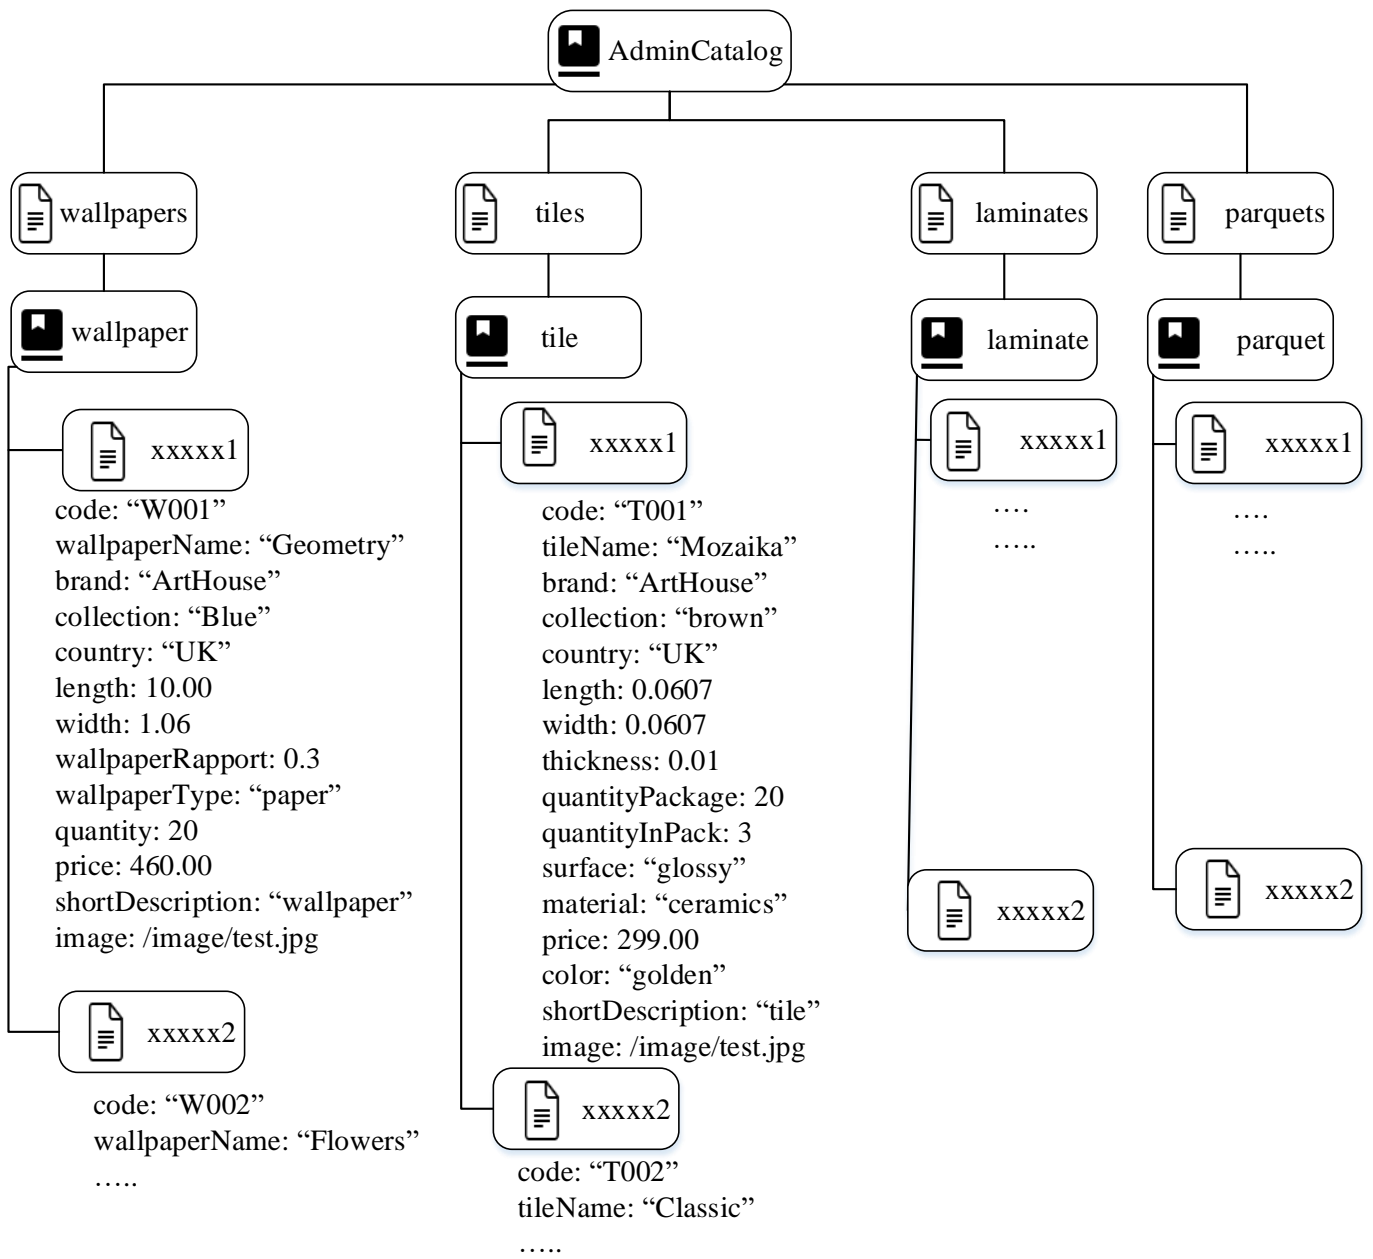 AdminCatalog
wallpapers
tiles
laminates
parquets
wallpaper
tile
laminate
parquet
xxxxx1
code: “W001”
wallpaperName: “Geometry”
brand: “ArtHouse”
collection: “Blue”
country: “UK”
length: 10.00
width: 1.06
wallpaperRapport: 0.3
wallpaperType: “paper”
quantity: 20
price: 460.00
shortDescription: “wallpaper”
image: /image/test.jpg
xxxxx2
code: “W002”
wallpaperName: “Flowers”
…..
xxxxx1
code: “T001”
tileName: “Mozaika”
brand: “ArtHouse”
collection: “brown”
country: “UK”
length: 0.0607
width: 0.0607
thickness: 0.01
quantityPackage: 20
quantityInPack: 3
surface: “glossy”
material: “ceramics”
price: 299.00
color: “golden”
shortDescription: “tile”
image: /image/test.jpg
xxxxx2
code: “T002”
tileName: “Classic”
…..
xxxxx1
….
…..
xxxxx2
xxxxx1
….
…..
xxxxx2